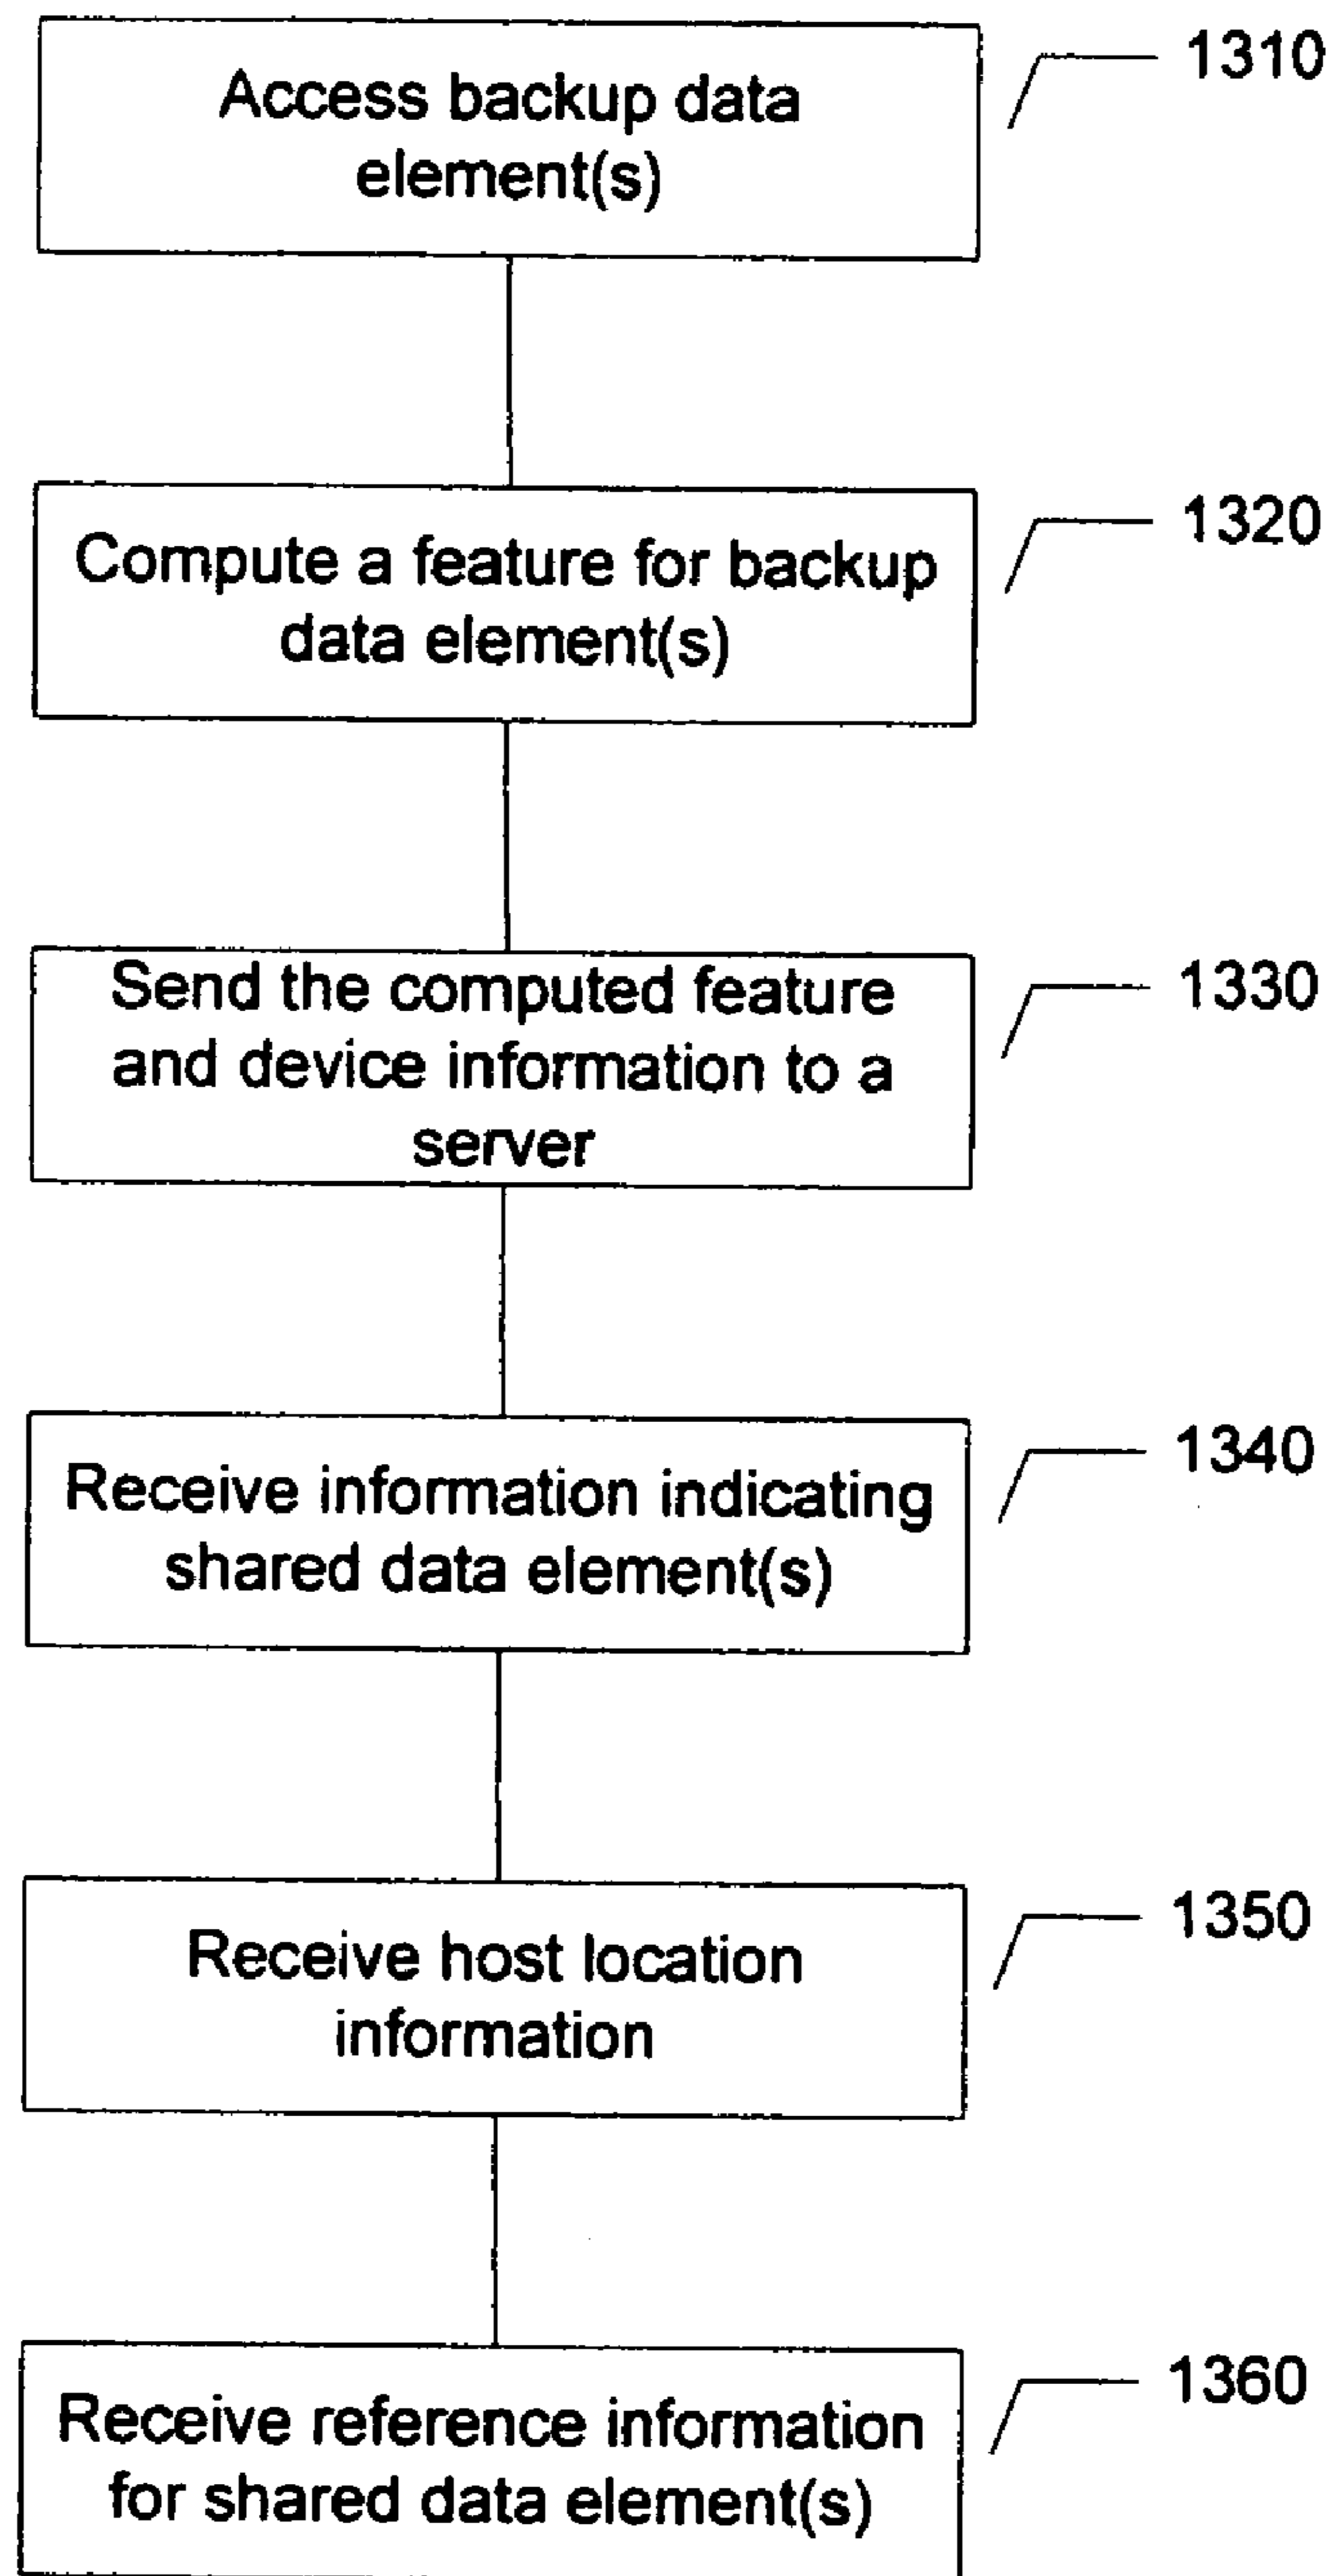 Access backup data
element(s)
1310
Compute a feature for backup
data element(s)
1320
Send the computed feature
and device information to a
server
1330
Receive information indicating
shared data element(s)
1340
Receive host location
information
1350
Receive reference information
for shared data element(s)
1360